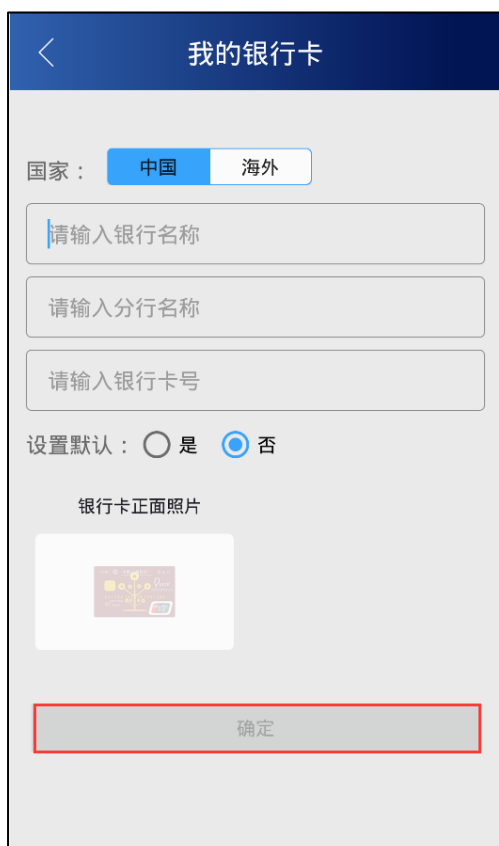 我的银行卡
国家： 中国 海外
请输入银行名称
请输入分行名称
请输入银行卡号
设置默认： 是 否
银行卡正面照片
确定